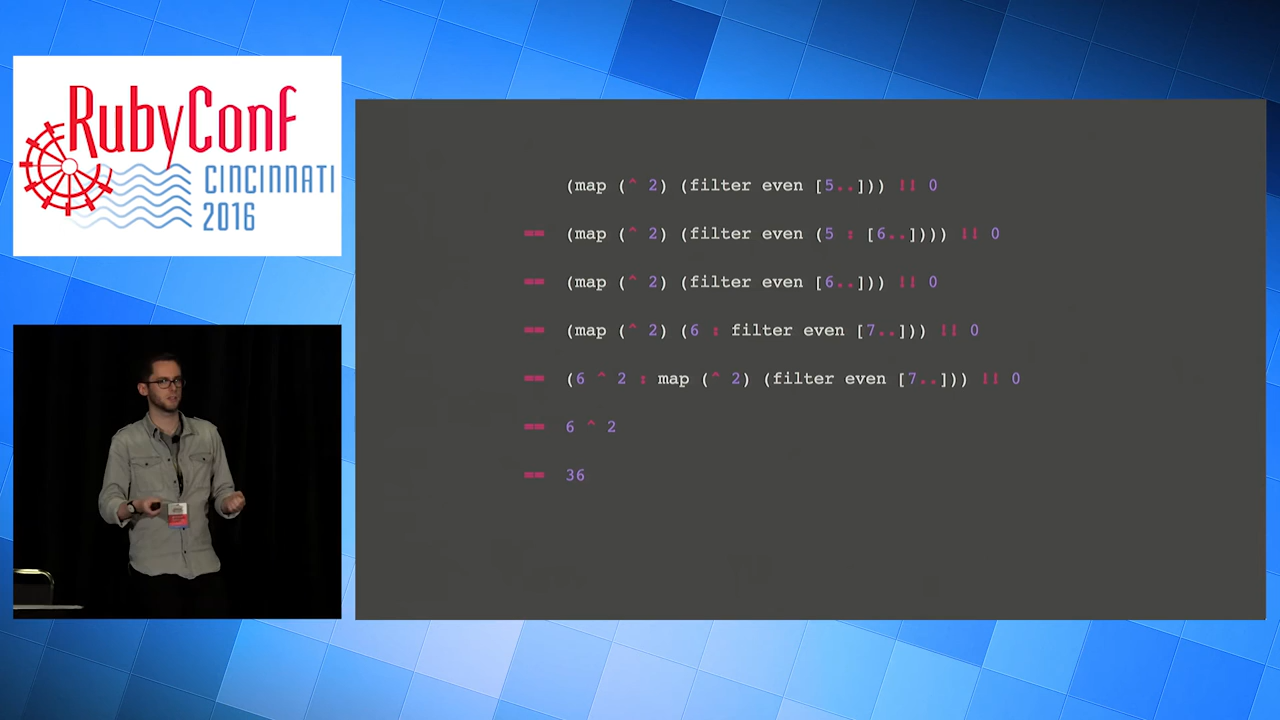 RubyConf
CINCINNATI
2016
(map (^ 2) (filter even [5..])) !! 0
== (map (^ 2) (filter even (5 : [6..]))) !! 0
== (map (^ 2) (filter even [6..])) !! 0
== (map (^ 2) (6 : filter even [7..])) !! 0
== (6 ^ 2 : map (^ 2) (filter even [7..])) !! 0
== 6 ^ 2
== 36